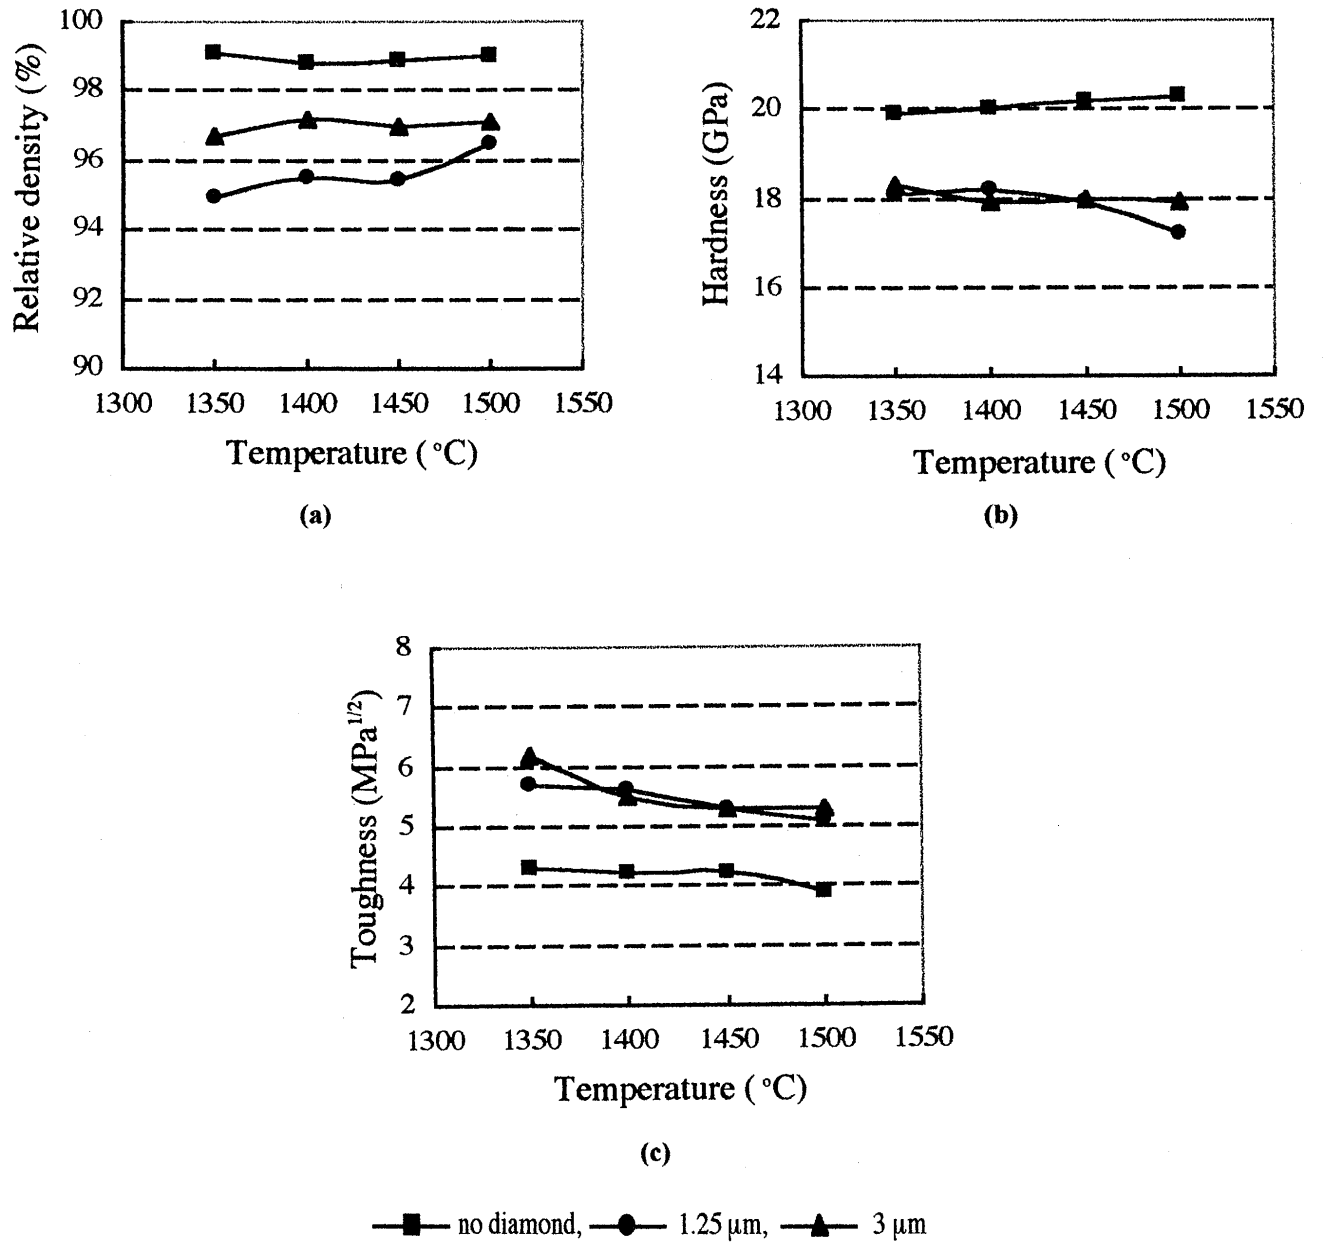 Relative density (%)
100
98
96
94
92
90
1300 1350 1400 1450 1500 1550
Temperature (°C)
(a)
Hardness (GPa)
22
20
18
16
14
1300 1350 1400 1450 1500 1550
Temperature (°C)
(b)
Toughness (MPa1/2)
8
7
6
5
4
3
2
1300 1350 1400 1450 1500 1550
Temperature (°C)
(c)
no diamond, 1.25 µm, 3 µm